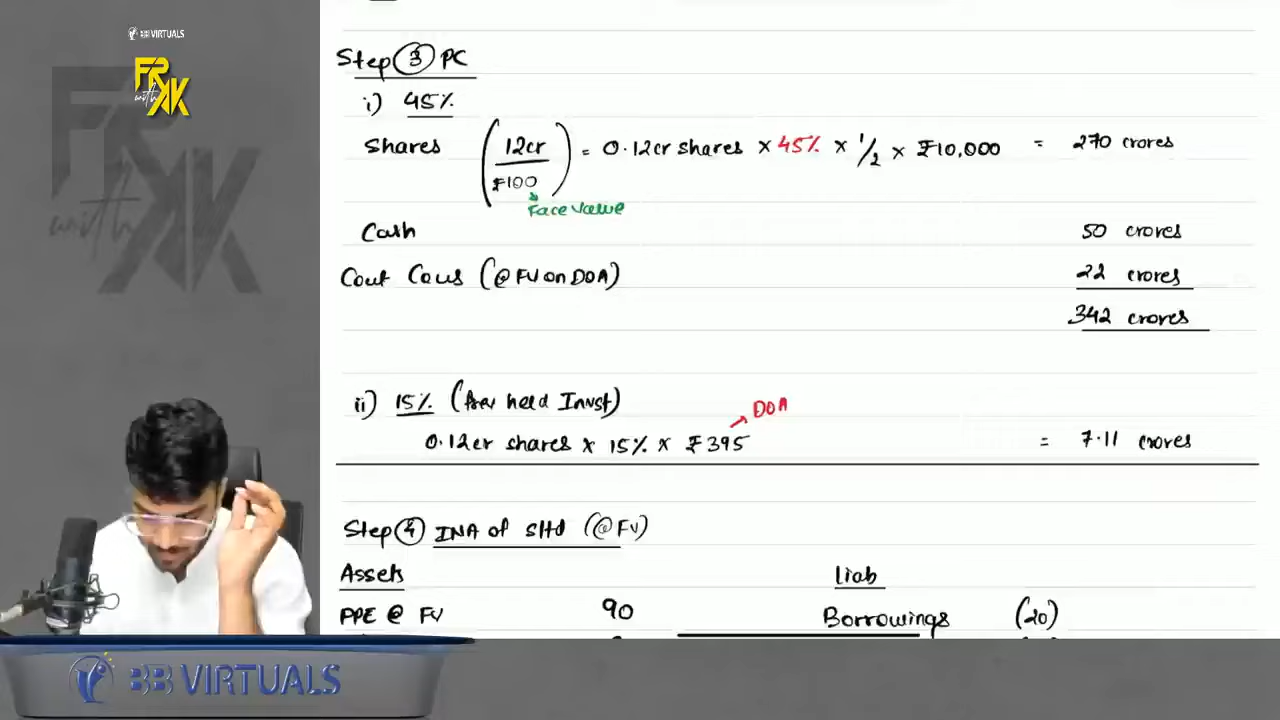 BB VIRTUALS
FR
with
KK
FR
with
KK
Step ③ PC
i) 45%
Shares (12cr / ₹100) = 0.12cr shares × 45% × 1/2 × ₹10,000 = 270 crores
Face Value
Cash 50 crores
Cont Cons (@FV on DOA) 22 crores
342 crores
ii) 15% (Prev held Invst)
DOA
0.12cr shares × 15% × ₹395 = 7.11 crores
Step ④ INA of SHd (@FV)
Assets Liab
PPE @ FV 90 Borrowings (20)
BB VIRTUALS